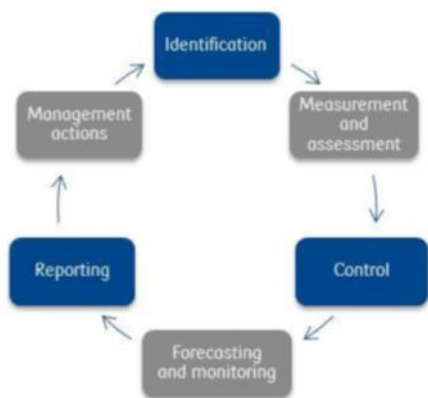 Identification
Measurement
and
assessment
Control
Forecasting
and monitoring
Reporting
Management
actions